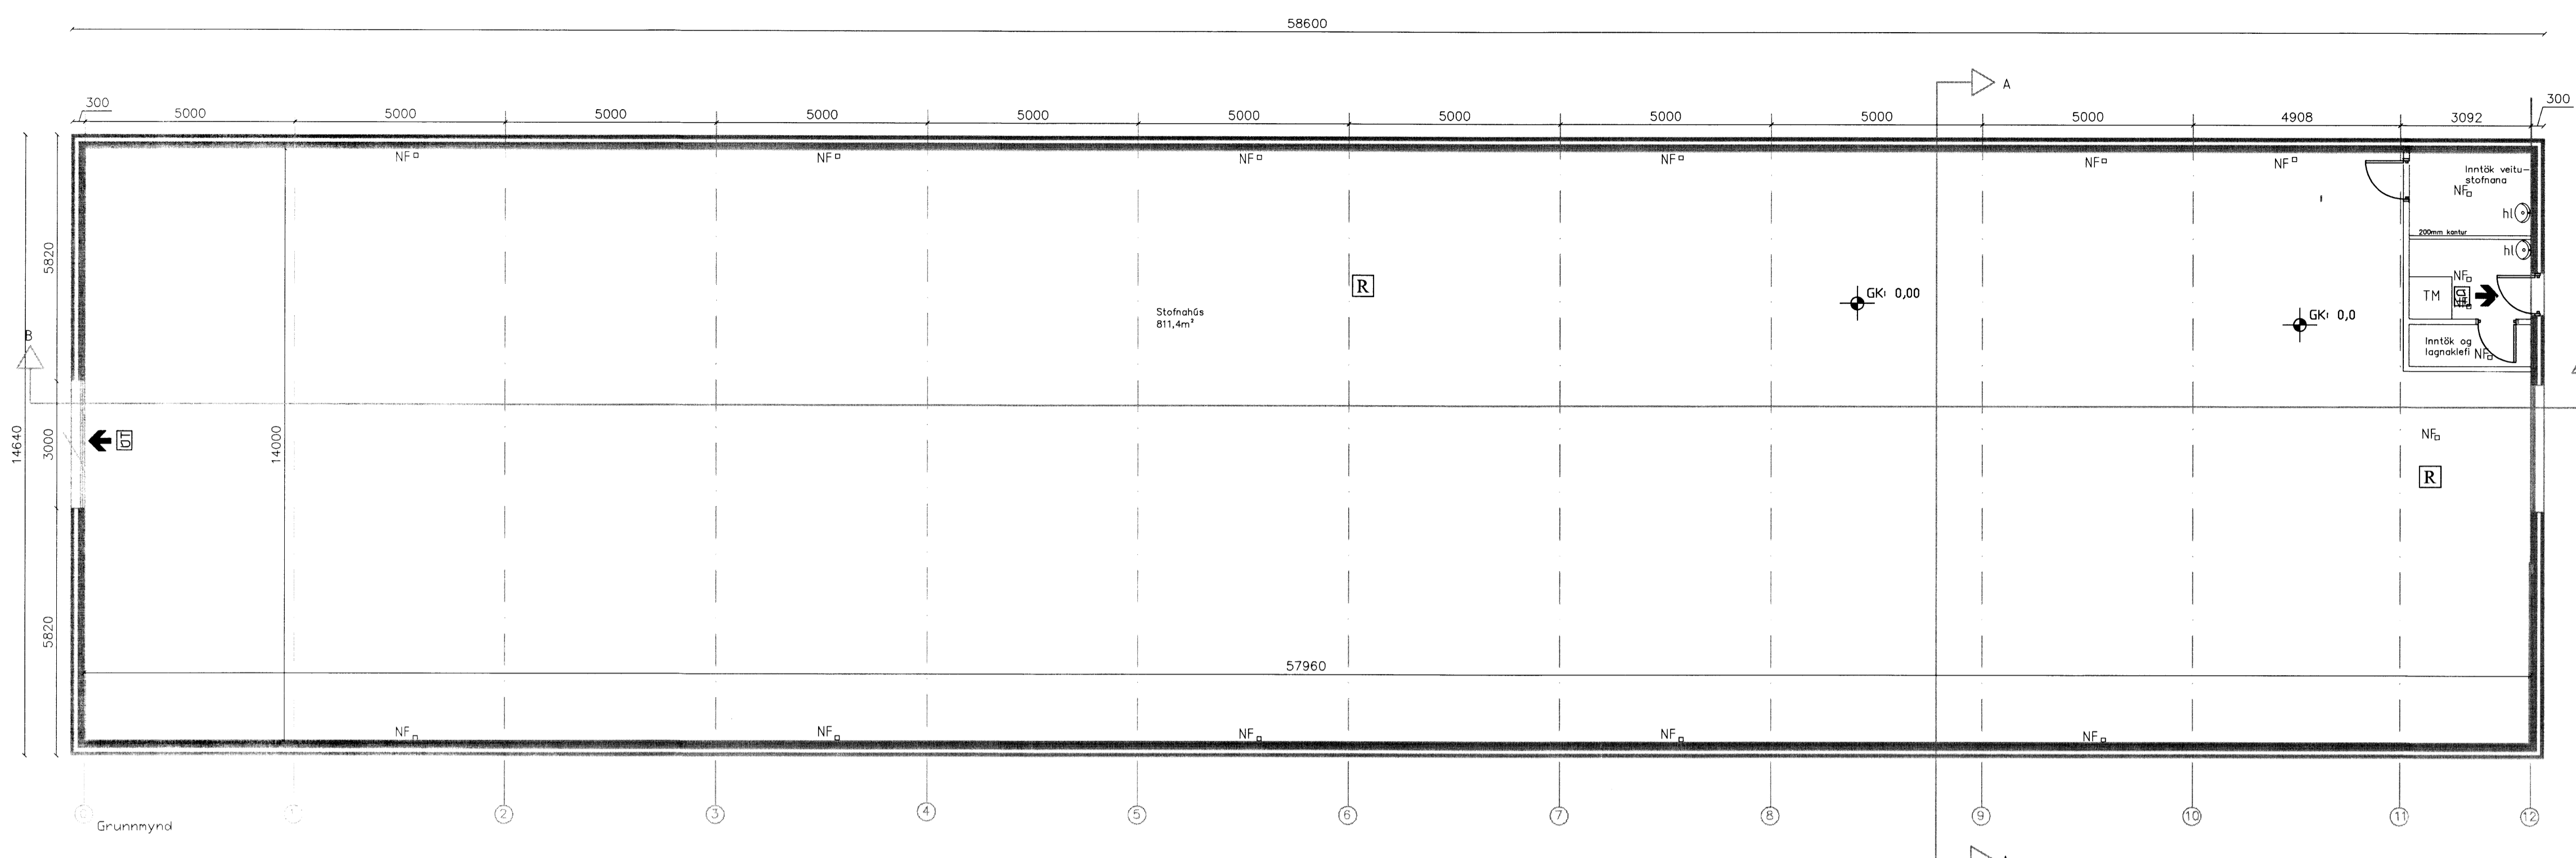 58600
A
300
5000
5000
5000
5000
5000
5000
5000
5000
5000
5000
4908
3092
300
NF
NF
NF
NF
NF
NF
Inntök veitu-
stofnana
NF
hl
200mm kantur
hl
5820
NF
R
GK: 0,00
TM
Stofnahús
811,4m²
GK: 0,0
B
Inntök og
lagnaklefi
NF
14640
3000
14000
NF
R
5820
57960
NF
NF
NF
NF
NF
2
3
4
5
6
7
8
9
10
11
12
Grunnmynd